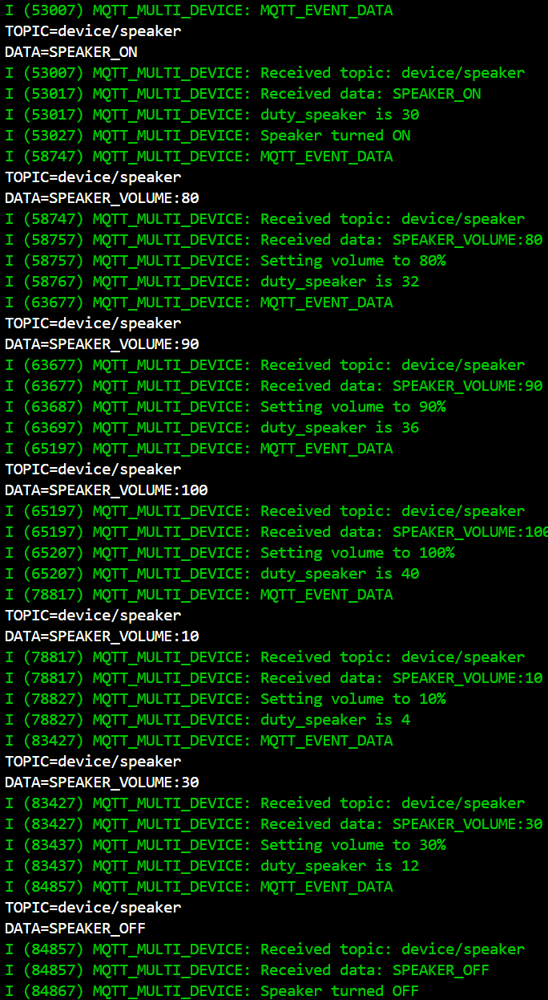 I (53007) MQTT_MULTI_DEVICE: MQTT_EVENT_DATA
TOPIC=device/speaker
DATA=SPEAKER_ON
I (53007) MQTT_MULTI_DEVICE: Received topic: device/speaker
I (53017) MQTT_MULTI_DEVICE: Received data: SPEAKER_ON
I (53017) MQTT_MULTI_DEVICE: duty_speaker is 30
I (53027) MQTT_MULTI_DEVICE: Speaker turned ON
I (58747) MQTT_MULTI_DEVICE: MQTT_EVENT_DATA
TOPIC=device/speaker
DATA=SPEAKER_VOLUME:80
I (58747) MQTT_MULTI_DEVICE: Received topic: device/speaker
I (58757) MQTT_MULTI_DEVICE: Received data: SPEAKER_VOLUME:80
I (58757) MQTT_MULTI_DEVICE: Setting volume to 80%
I (58767) MQTT_MULTI_DEVICE: duty_speaker is 32
I (63677) MQTT_MULTI_DEVICE: MQTT_EVENT_DATA
TOPIC=device/speaker
DATA=SPEAKER_VOLUME:90
I (63677) MQTT_MULTI_DEVICE: Received topic: device/speaker
I (63677) MQTT_MULTI_DEVICE: Received data: SPEAKER_VOLUME:90
I (63687) MQTT_MULTI_DEVICE: Setting volume to 90%
I (63697) MQTT_MULTI_DEVICE: duty_speaker is 36
I (65197) MQTT_MULTI_DEVICE: MQTT_EVENT_DATA
TOPIC=device/speaker
DATA=SPEAKER_VOLUME:100
I (65197) MQTT_MULTI_DEVICE: Received topic: device/speaker
I (65197) MQTT_MULTI_DEVICE: Received data: SPEAKER_VOLUME:100
I (65207) MQTT_MULTI_DEVICE: Setting volume to 100%
I (65207) MQTT_MULTI_DEVICE: duty_speaker is 40
I (78817) MQTT_MULTI_DEVICE: MQTT_EVENT_DATA
TOPIC=device/speaker
DATA=SPEAKER_VOLUME:10
I (78817) MQTT_MULTI_DEVICE: Received topic: device/speaker
I (78817) MQTT_MULTI_DEVICE: Received data: SPEAKER_VOLUME:10
I (78827) MQTT_MULTI_DEVICE: Setting volume to 10%
I (78827) MQTT_MULTI_DEVICE: duty_speaker is 4
I (83427) MQTT_MULTI_DEVICE: MQTT_EVENT_DATA
TOPIC=device/speaker
DATA=SPEAKER_VOLUME:30
I (83427) MQTT_MULTI_DEVICE: Received topic: device/speaker
I (83427) MQTT_MULTI_DEVICE: Received data: SPEAKER_VOLUME:30
I (83437) MQTT_MULTI_DEVICE: Setting volume to 30%
I (83437) MQTT_MULTI_DEVICE: duty_speaker is 12
I (84857) MQTT_MULTI_DEVICE: MQTT_EVENT_DATA
TOPIC=device/speaker
DATA=SPEAKER_OFF
I (84857) MQTT_MULTI_DEVICE: Received topic: device/speaker
I (84857) MQTT_MULTI_DEVICE: Received data: SPEAKER_OFF
I (84867) MQTT_MULTI_DEVICE: Speaker turned OFF